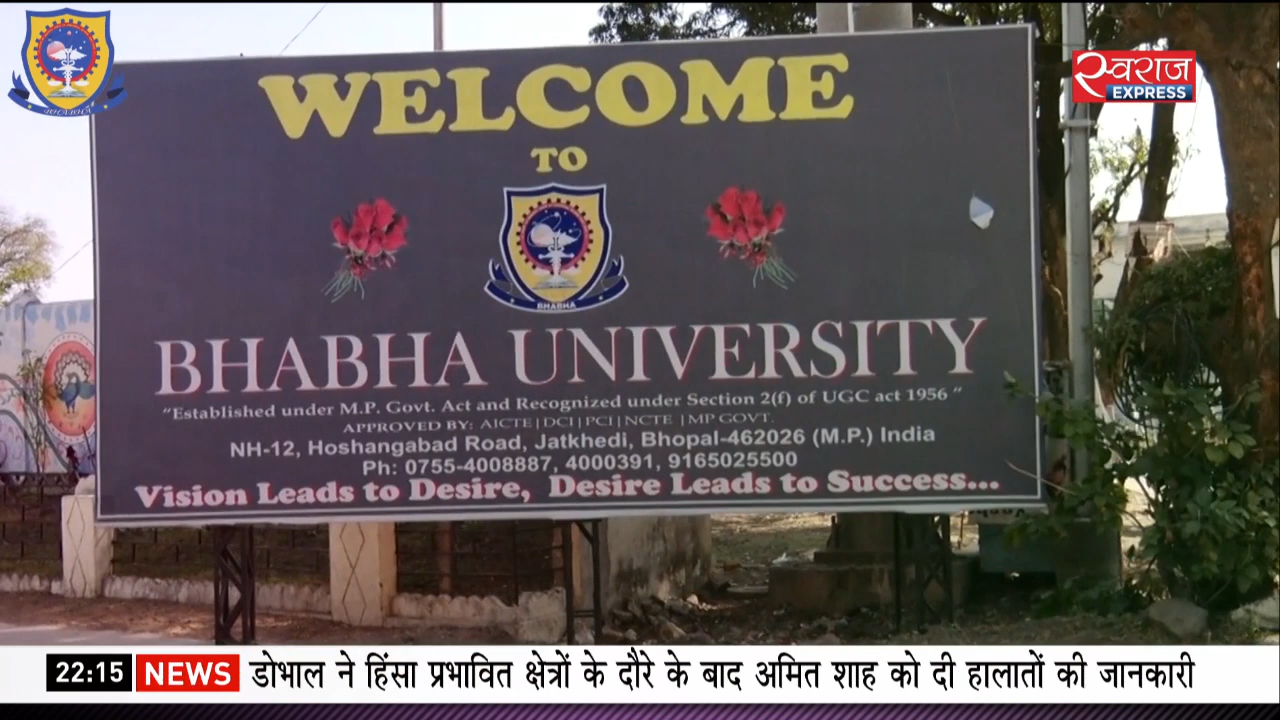 स्वराज
EXPRESS
WELCOME
TO
BHABHA
BHABHA UNIVERSITY
"Established under M.P. Govt. Act and Recognized under Section 2(f) of UGC act 1956 "
APPROVED BY: AICTE|DCI|PCI|NCTE |MP GOVT.
NH-12, Hoshangabad Road, Jatkhedi, Bhopal-462026 (M.P.) India
Ph: 0755-4008887, 4000391, 9165025500
Vision Leads to Desire, Desire Leads to Success...
22:15 NEWS डोभाल ने हिंसा प्रभावित क्षेत्रों के दौरे के बाद अमित शाह को दी हालातों की जानकारी